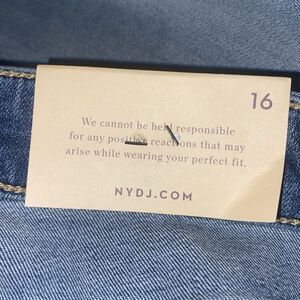 16
We cannot be held responsible
for any positive reactions that may
arise while wearing your perfect fit.
NYDJ.COM